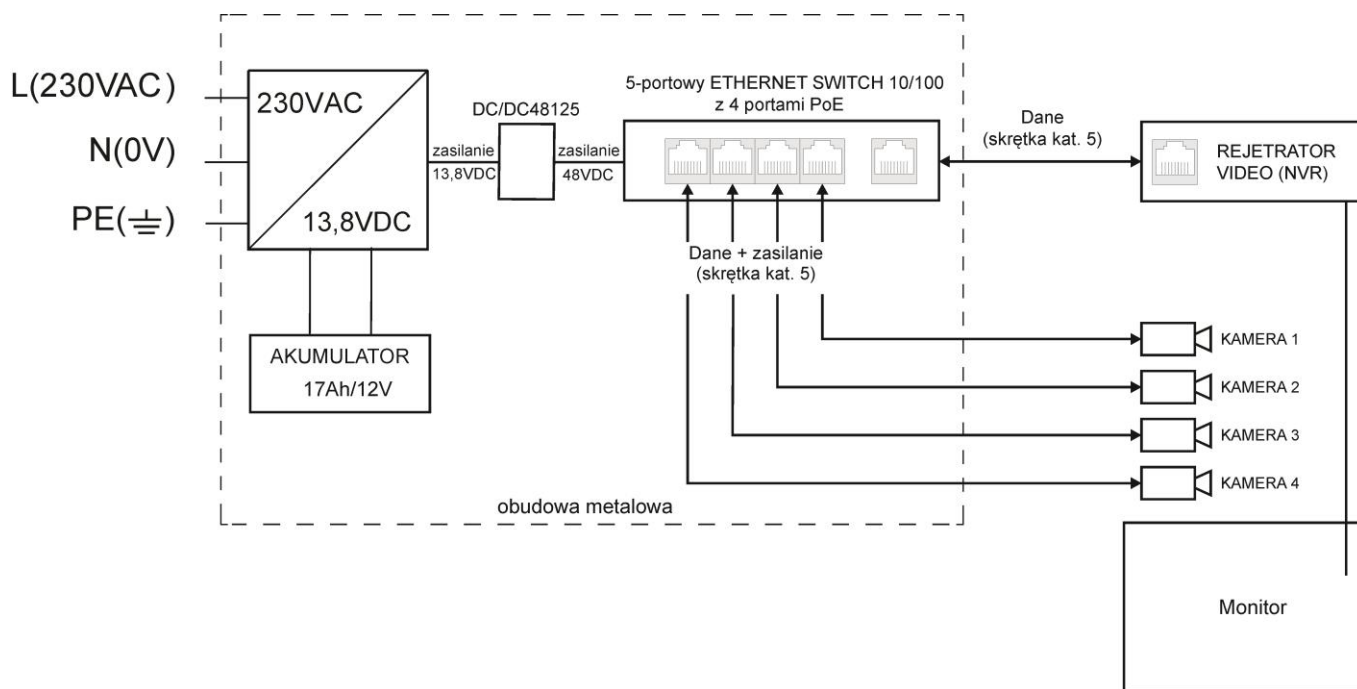 L(230VAC)
N(0V)
PE(⏚)
230VAC
13,8VDC
AKUMULATOR
17Ah/12V
DC/DC48125
zasilanie
13,8VDC
zasilanie
48VDC
5-portowy ETHERNET SWITCH 10/100
z 4 portami PoE
Dane + zasilanie
(skrętka kat. 5)
obudowa metalowa
Dane
(skrętka kat. 5)
REJETRATOR
VIDEO (NVR)
KAMERA 1
KAMERA 2
KAMERA 3
KAMERA 4
Monitor